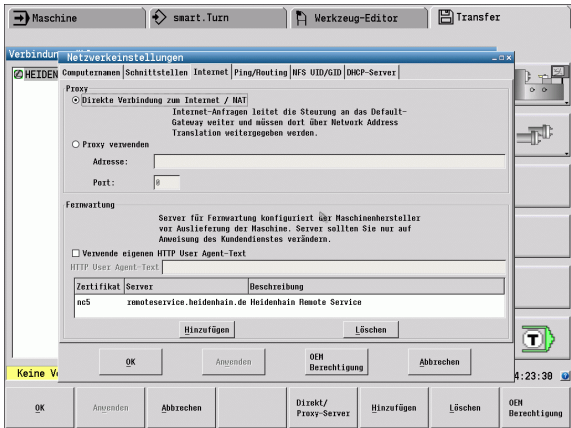 Maschine
smart.Turn
Werkzeug-Editor
Transfer
Netzwerkeinstellungen
HEIDEN
Computernamen Schnittstellen Internet Ping/Routing NFS UID/GID DHCP-Server
Proxy
Direkte Verbindung zum Internet / NAT
Internet-Anfragen leitet die Steurung an das Default-
Gateway weiter und müssen dort über Network Address
Translation weitergegeben werden.
Proxy verwenden
Adresse:
Port: 0
Fernwartung
Server für Fernwartung konfiguriert der Maschinenhersteller
vor Auslieferung der Maschine. Server sollten Sie nur auf
Anweisung des Kundendienstes verändern.
Verwende eigenen HTTP User Agent-Text
HTTP User Agent-Text
Zertifikat Server Beschreibung
nc5 remoteservice.heidenhain.de Heidenhain Remote Service
Hinzufügen Löschen
OK Anwenden OEM Berechtigung Abbrechen
T
Keine
4:23:30
OK
Anwenden
Abbrechen
Direkt/
Proxy-Server
Hinzufügen
Löschen
OEM
Berechtigung